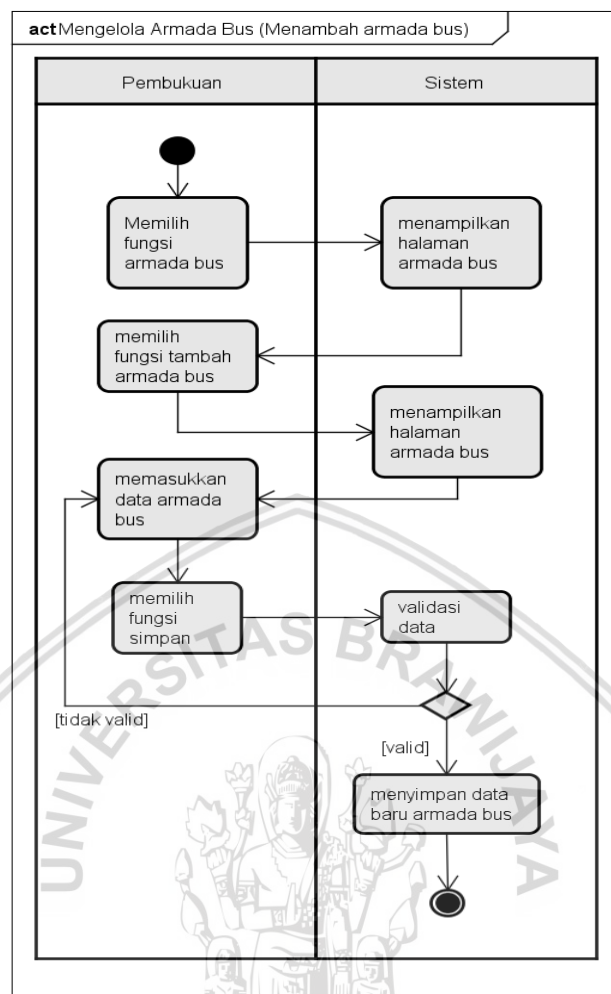 act Mengelola Armada Bus (Menambah armada bus)
Pembukuan
Sistem
Memilih
fungsi
armada bus
menampilkan
halaman
armada bus
memilih
fungsi tambah
armada bus
menampilkan
halaman
armada bus
memasukkan
data armada
bus
memilih
fungsi
simpan
validasi
data
[tidak valid]
[valid]
menyimpan data
baru armada bus
UNIVERSITAS BRAWIJAYA